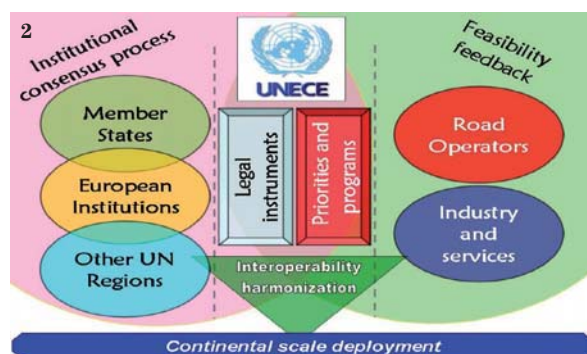 2
Institutional
consensus process
Member
States
European
Institutions
Other UN
Regions
UNECE
Legal
instruments
Priorities and
programs
Feasibility
feedback
Road
Operators
Industry
and
services
Interoperability
harmonization
Continental scale deployment